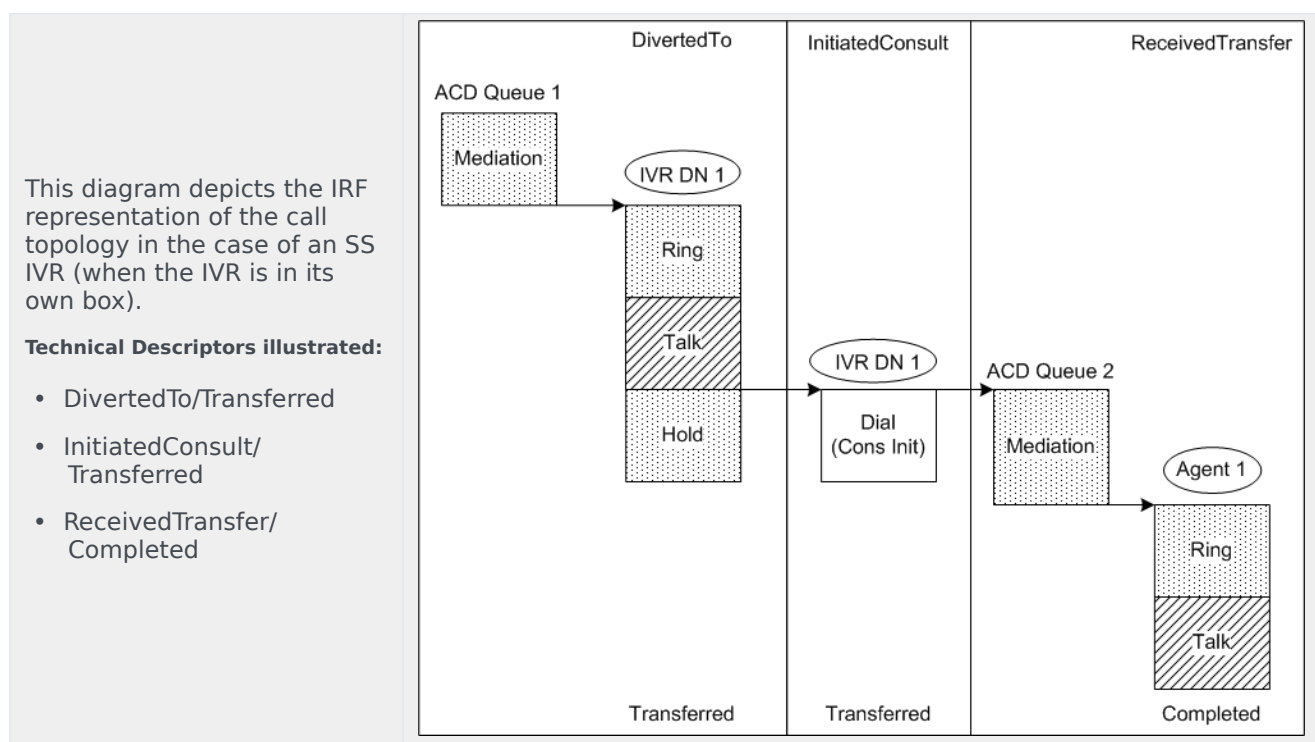 This diagram depicts the IRF
representation of the call
topology in the case of an SS
IVR (when the IVR is in its
own box).
Technical Descriptors illustrated:
• DivertedTo/Transferred
• InitiatedConsult/
Transferred
• ReceivedTransfer/
Completed
DivertedTo
InitiatedConsult
ReceivedTransfer
ACD Queue 1
Mediation
IVR DN 1
Ring
Talk
Hold
IVR DN 1
Dial
(Cons Init)
ACD Queue 2
Mediation
Agent 1
Ring
Talk
Transferred
Transferred
Completed